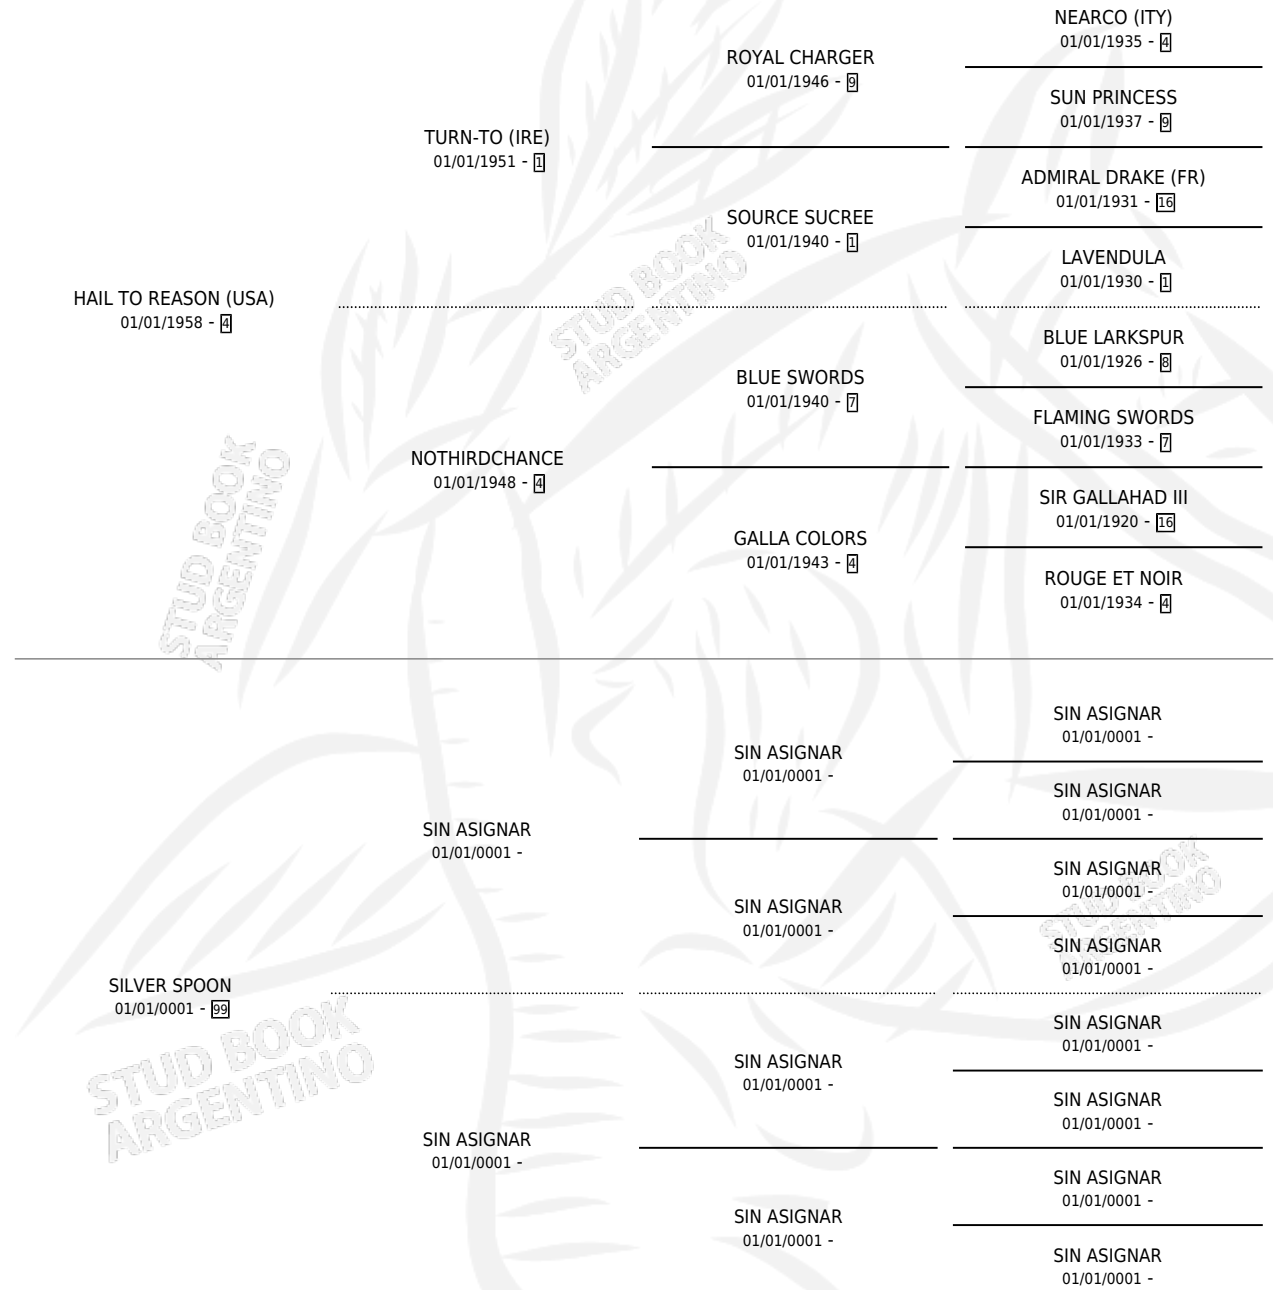 NEARCO (ITY)
01/01/1935 - 4
ROYAL CHARGER
01/01/1946 - 9
SUN PRINCESS
01/01/1937 - 9
TURN-TO (IRE)
01/01/1951 - 1
ADMIRAL DRAKE (FR)
01/01/1931 - 16
SOURCE SUCREE
01/01/1940 - 1
LAVENDULA
01/01/1930 - 1
HAIL TO REASON (USA)
01/01/1958 - 4
BLUE LARKSPUR
01/01/1926 - 8
BLUE SWORDS
01/01/1940 - 7
FLAMING SWORDS
01/01/1933 - 7
NOTHIRDCHANCE
01/01/1948 - 4
SIR GALLAHAD III
01/01/1920 - 16
GALLA COLORS
01/01/1943 - 4
ROUGE ET NOIR
01/01/1934 - 4
STUD BOOK
ARGENTINO
STUD BOOK
ARGENTINO
SIN ASIGNAR
01/01/0001 -
SIN ASIGNAR
01/01/0001 -
SIN ASIGNAR
01/01/0001 -
SIN ASIGNAR
01/01/0001 -
SIN ASIGNAR
01/01/0001 -
SIN ASIGNAR
01/01/0001 -
SIN ASIGNAR
01/01/0001 -
SILVER SPOON
01/01/0001 - 99
SIN ASIGNAR
01/01/0001 -
SIN ASIGNAR
01/01/0001 -
SIN ASIGNAR
01/01/0001 -
SIN ASIGNAR
01/01/0001 -
SIN ASIGNAR
01/01/0001 -
SIN ASIGNAR
01/01/0001 -
SIN ASIGNAR
01/01/0001 -
STUD BOOK
ARGENTINO
STUD BOOK
ARGENTINO